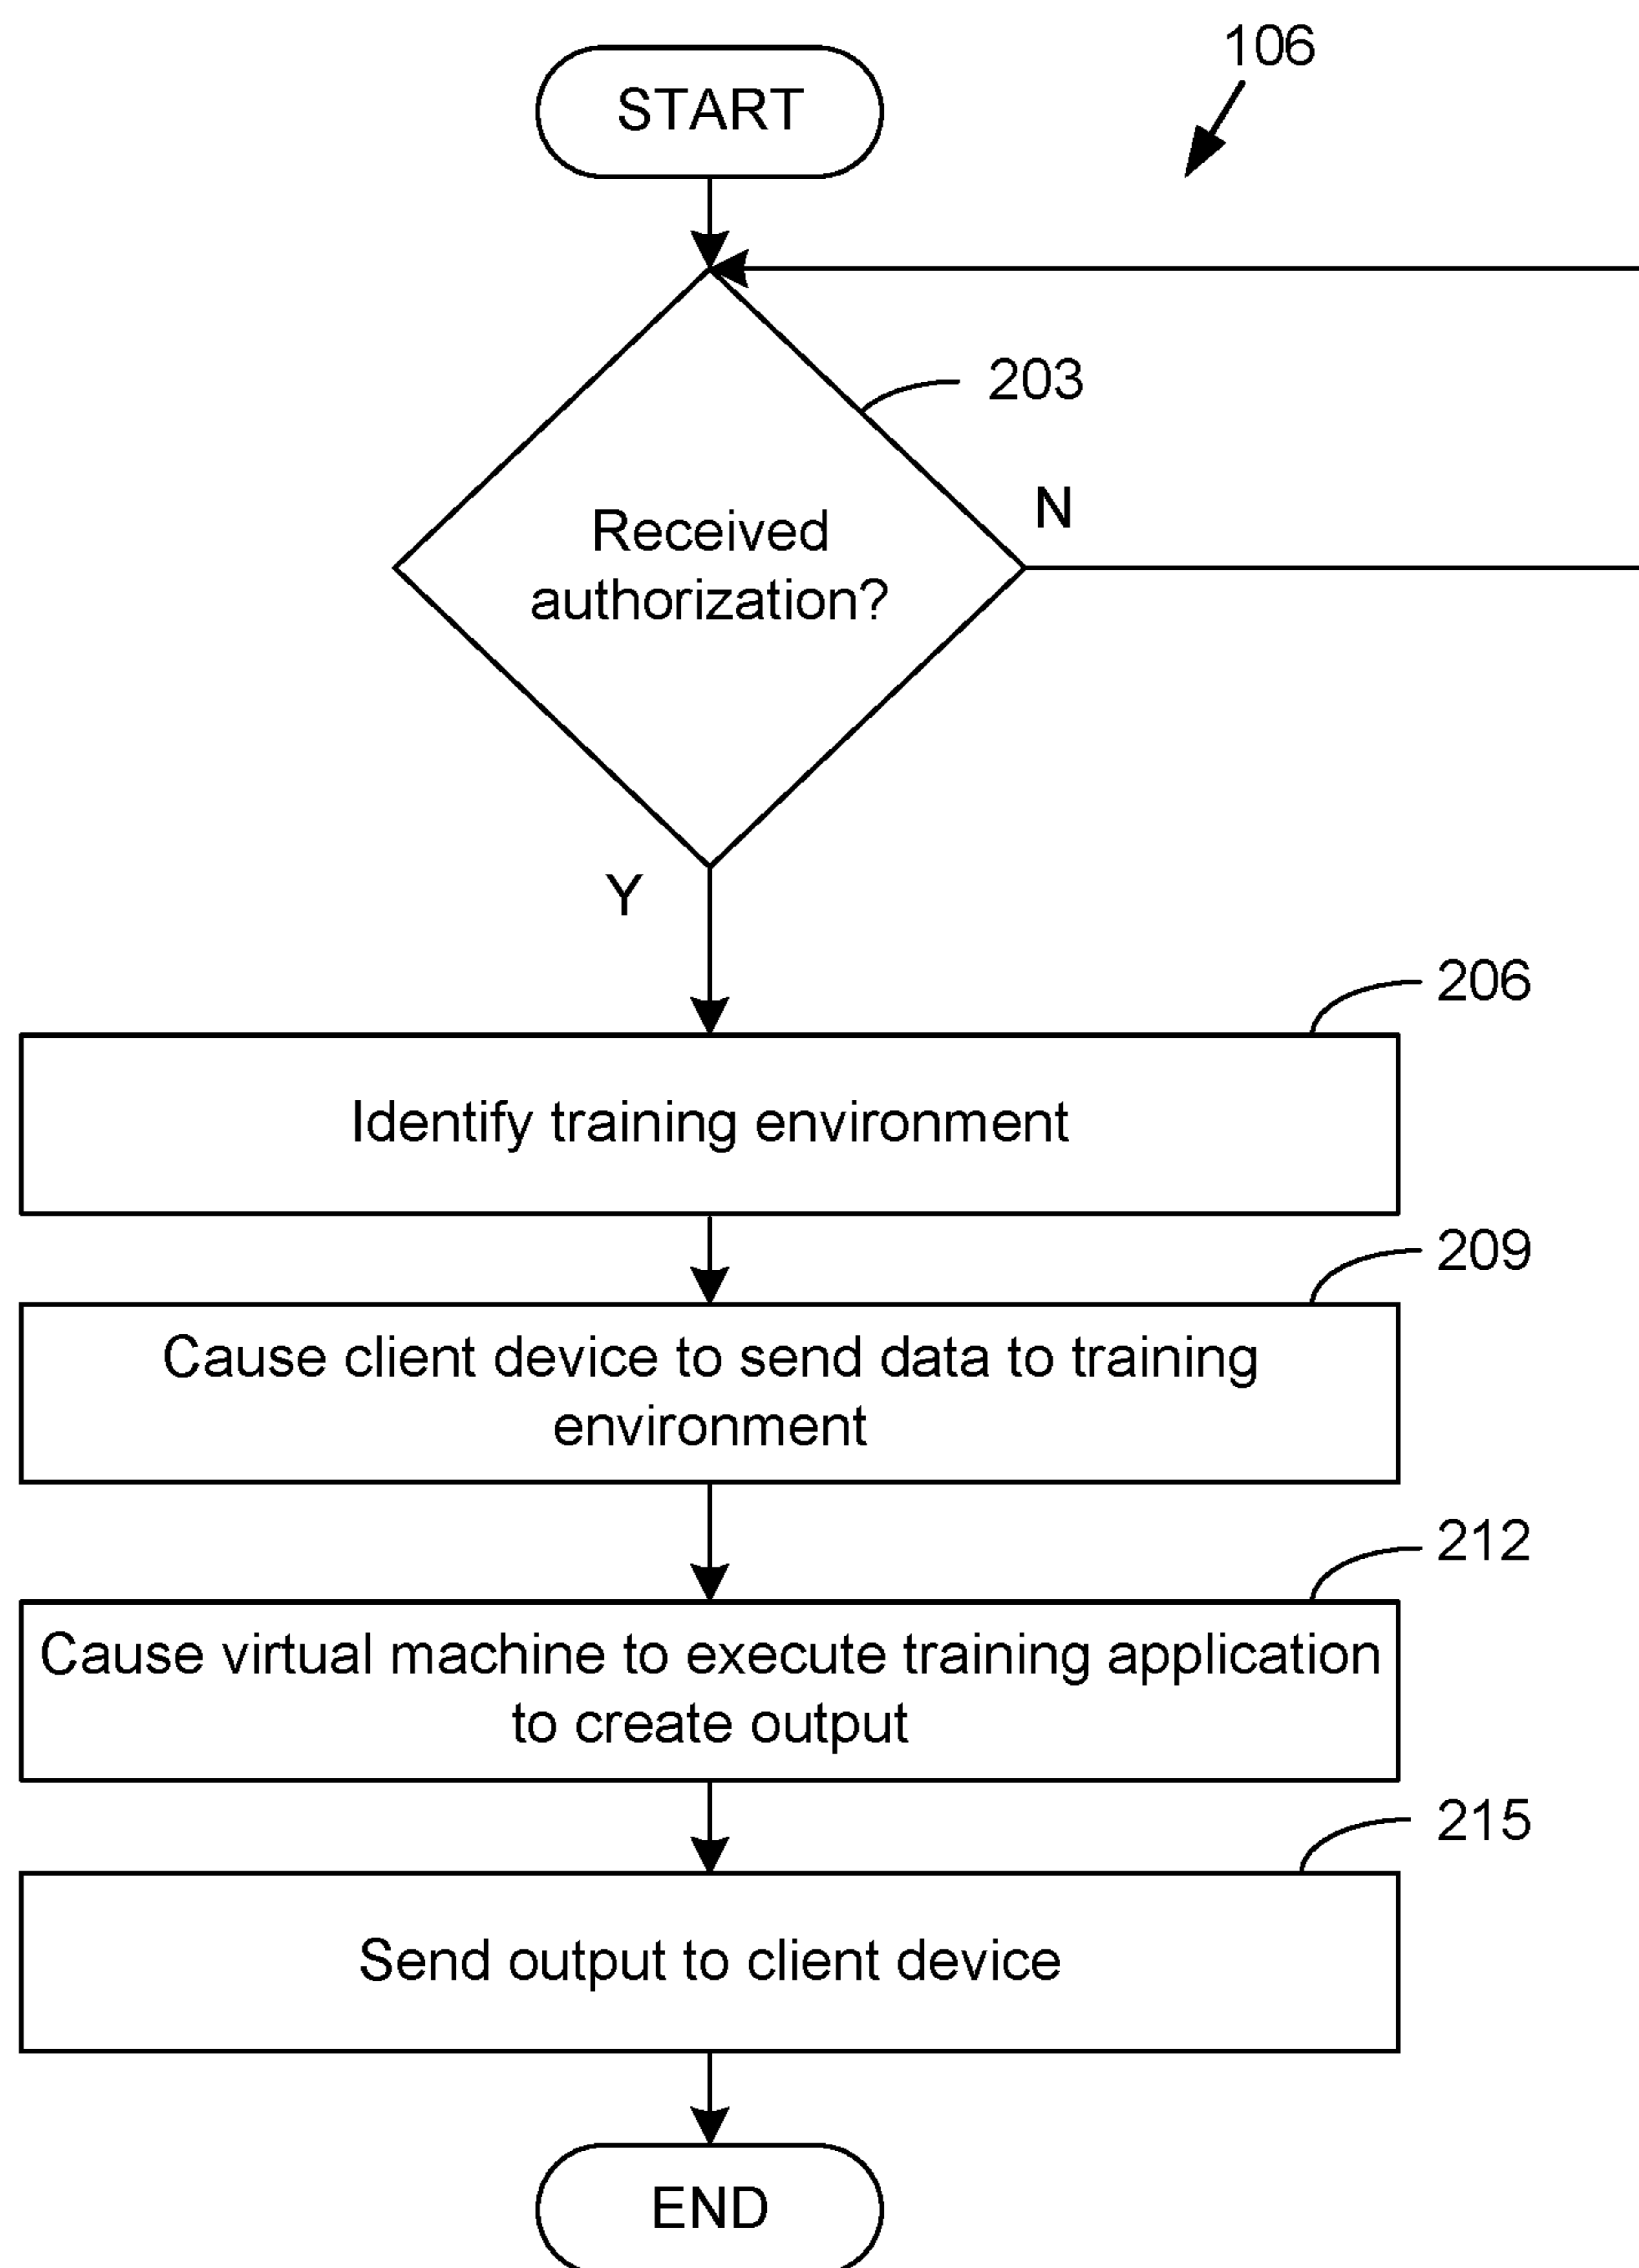 106
START
203
N
Received
authorization?
Y
206
Identify training environment
209
Cause client device to send data to training
environment
212
Cause virtual machine to execute training application
to create output
215
Send output to client device
END